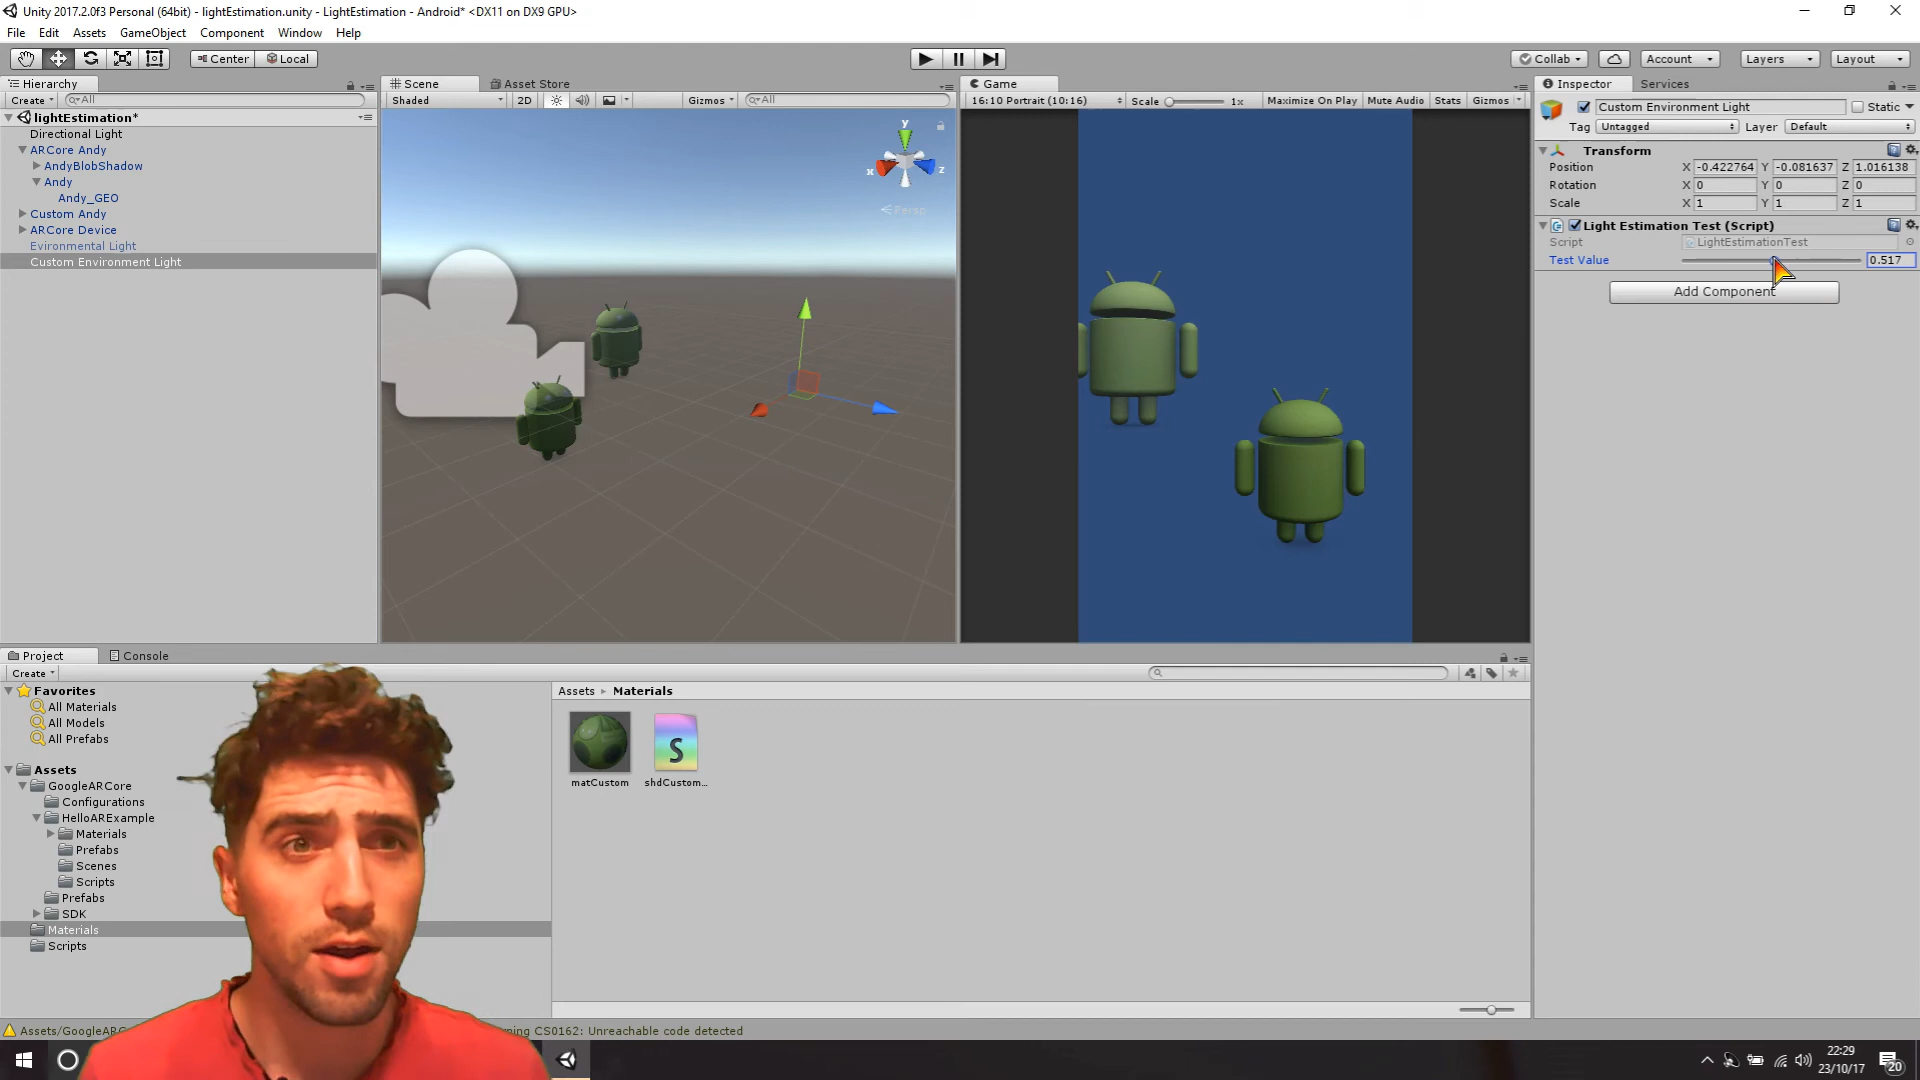 Unity 2017.2.0f3 Personal (64bit) - lightEstimation.unity - LightEstimation - Android* <DX11 on DX9 GPU>
File Edit Assets GameObject Component Window Help
Center Local Collab Account Layers Layout
Hierarchy
Create All
lightEstimation*
Directional Light
ARCore Andy
AndyBlobShadow
Andy
Andy_GEO
Custom Andy
ARCore Device
Evironmental Light
Custom Environment Light
Scene Asset Store
Shaded 2D Gizmos All
y
x
z
Persp
Game
16:10 Portrait (10:16) Scale 1x Maximize On Play Mute Audio Stats Gizmos
Inspector Services
Custom Environment Light Static
Tag Untagged Layer Default
Transform
Position X -0.422764 Y -0.081637 Z 1.016138
Rotation X 0 Y 0 Z 0
Scale X 1 Y 1 Z 1
Light Estimation Test (Script)
Script LightEstimationTest
Test Value 0.517
Add Component
Project Console
Create
Favorites
All Materials
All Models
All Prefabs
Assets
GoogleARCore
Configurations
HelloARExample
Materials
Prefabs
Scenes
Scripts
Prefabs
SDK
Materials
Scripts
Assets Materials
S
matCustom shdCustom...
Assets/GoogleARC
CS0162: Unreachable code detected
22:29
23/10/17
20